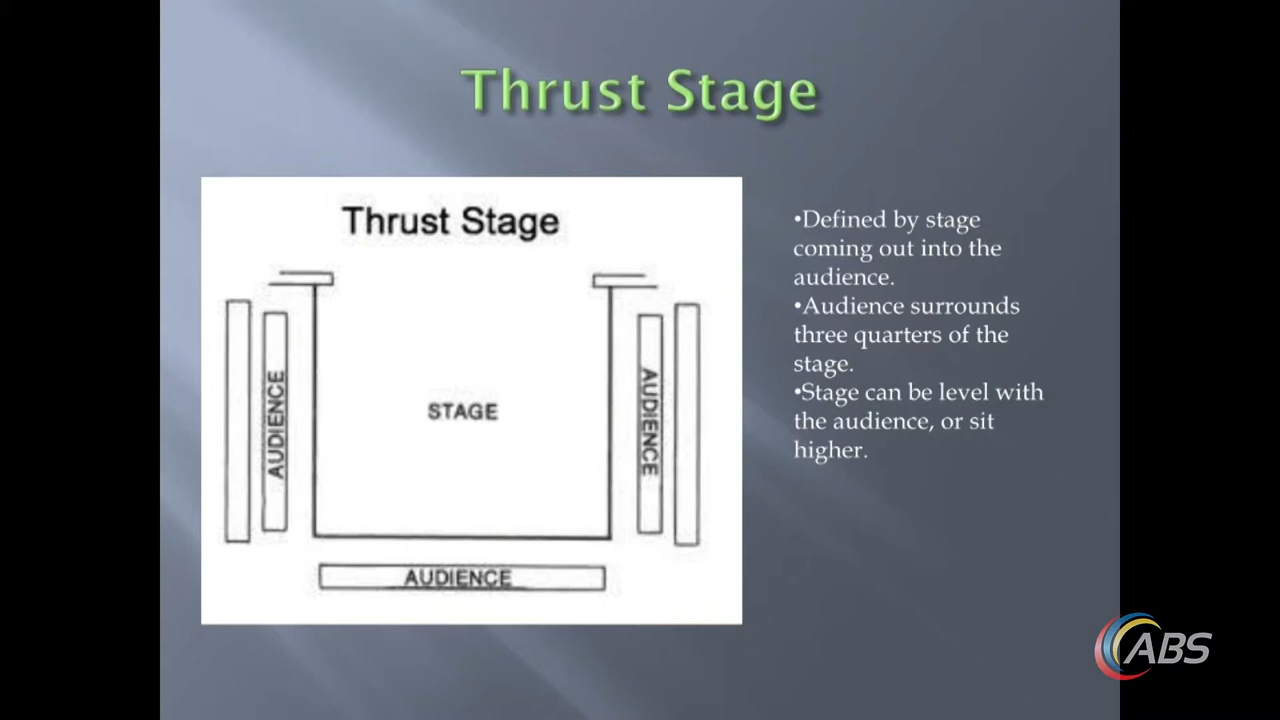 Thrust Stage
Thrust Stage
STAGE
AUDIENCE
AUDIENCE
AUDIENCE
•Defined by stage
coming out into the
audience.
•Audience surrounds
three quarters of the
stage.
•Stage can be level with
the audience, or sit
higher.
ABS